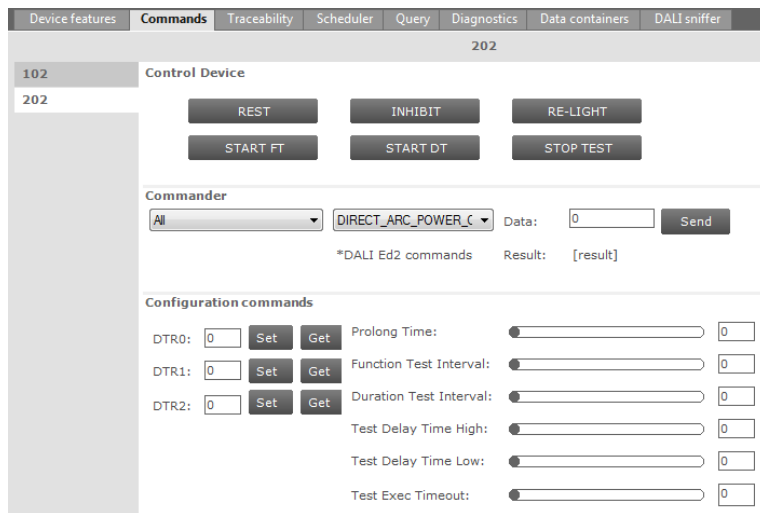 Device features Commands Traceability Scheduler Query Diagnostics Data containers DALI sniffer
202
102
202
Control Device
REST INHIBIT RE-LIGHT
START FT START DT STOP TEST
Commander
All DIRECT_ARC_POWER_C Data: 0 Send
*DALI Ed2 commands Result: [result]
Configuration commands
DTR0: 0 Set Get
DTR1: 0 Set Get
DTR2: 0 Set Get
Prolong Time: 0
Function Test Interval: 0
Duration Test Interval: 0
Test Delay Time High: 0
Test Delay Time Low: 0
Test Exec Timeout: 0